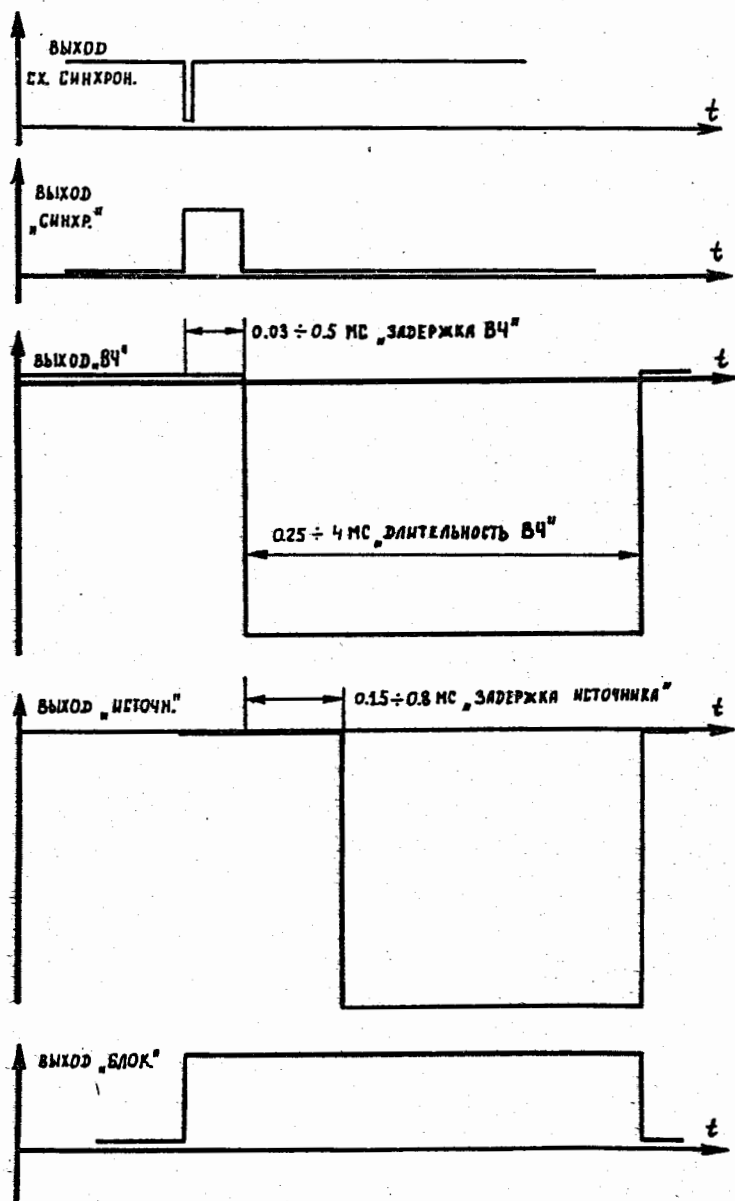 ВЫХОД
СХ. СИНХРОН.
t
ВЫХОД
„СИНХР."
t
0.03÷0.5 МС „ЗАДЕРЖКА ВЧ"
ВЫХОД „ВЧ"
t
0.25÷4 МС „ДЛИТЕЛЬНОСТЬ ВЧ"
ВЫХОД „ИСТОЧН."
0.15÷0.8 МС „ЗАДЕРЖКА ИСТОЧНИКА"
t
ВЫХОД „БЛОК."
t